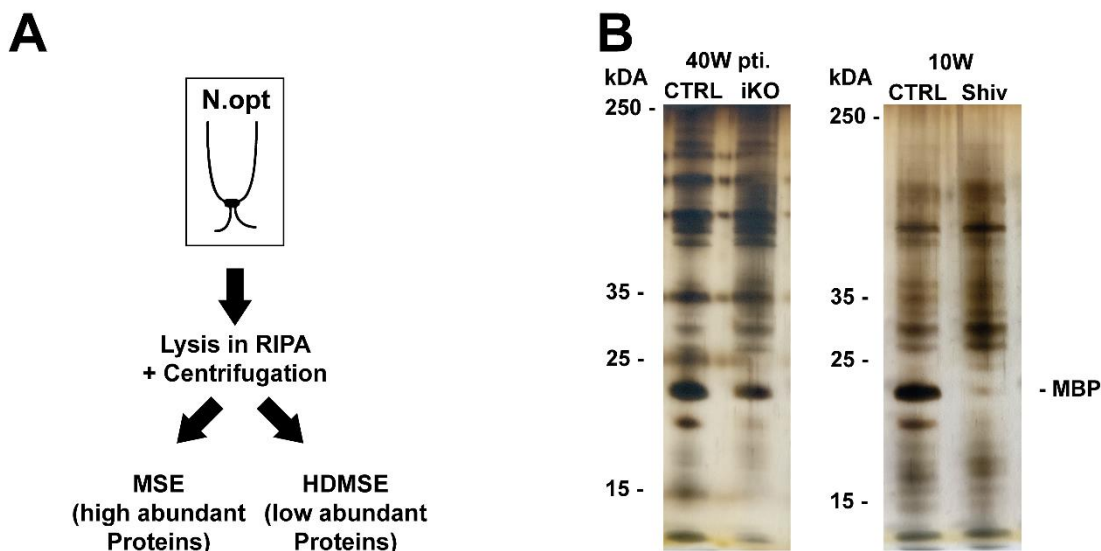 A
N.opt
Lysis in RIPA
+ Centrifugation
MSE
(high abundant
Proteins)
HDMSE
(low abundant
Proteins)
B
40W pti.
kDA
CTRL iKO
250 -
35 -
25 -
15 -
10W
kDA
CTRL Shiv
250 -
35 -
25 -
- MBP
15 -